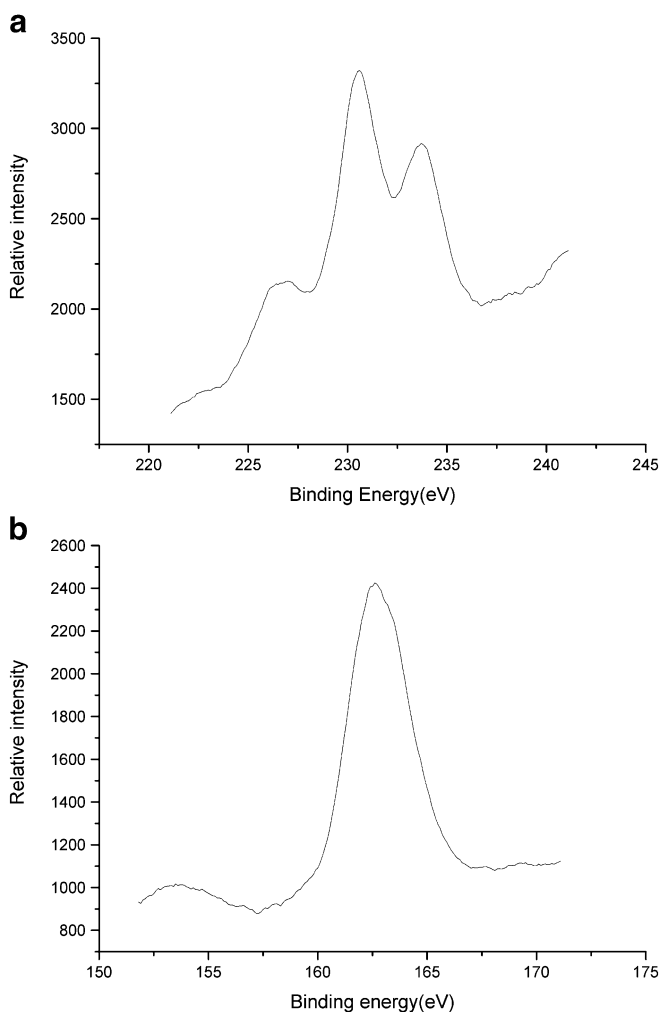 a
3500
3000
2500
2000
1500
Relative intensity
220 225 230 235 240 245
Binding Energy(eV)
b
2600
2400
2200
2000
1800
1600
1400
1200
1000
800
Relative intensity
150 155 160 165 170 175
Binding energy(eV)